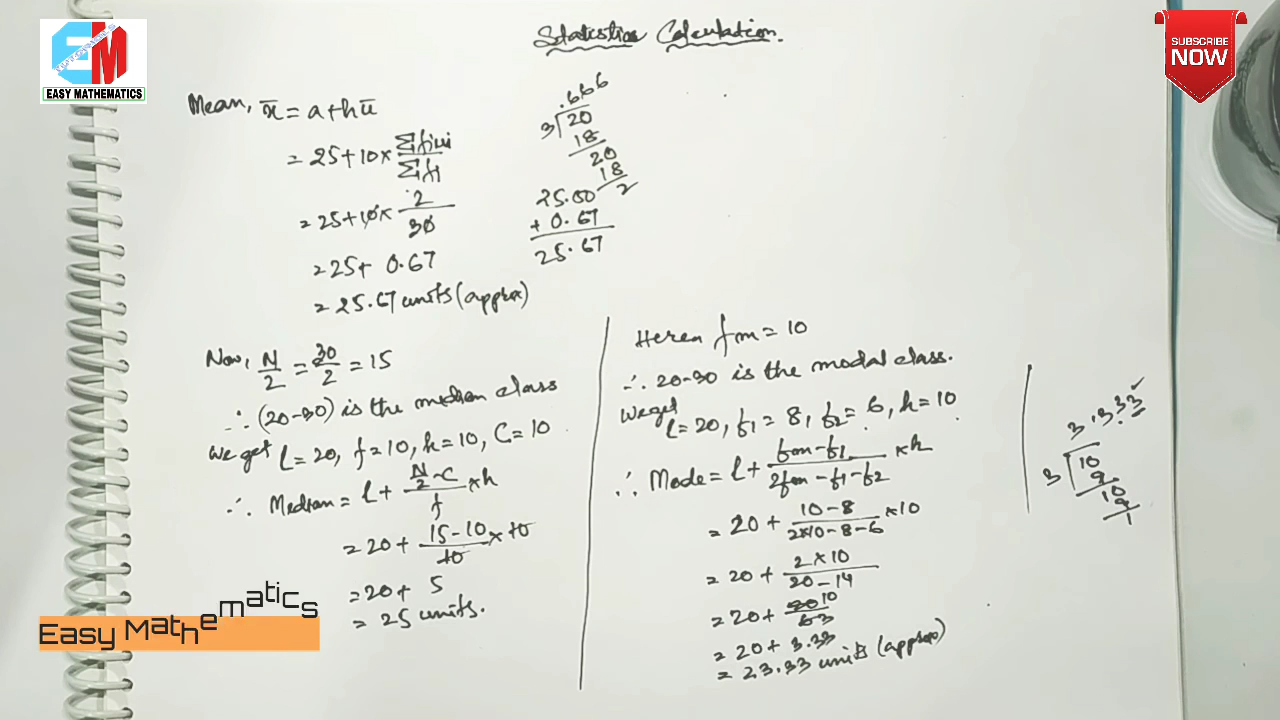 EM
EASY MATHEMATICS
SUBSCRIBE
NOW
Statistics Calculation.
Mean, x̄ = a+hū
= 25+10× Σfiui/Σfi
= 25+10× 2/30
= 25+ 0.67
= 25.67 units (approx)
.666
3)20
18
20
18
2
25.00
+ 0.67
25.67
Now, N/2 = 30/2 = 15
∴ (20-30) is the median class
We get L=20, f=10, h=10, C=10
∴ Median = l + (N/2 - C)/f ×h
= 20+ (15-10)/10 ×10
= 20+ 5
= 25 units.
Here fm = 10
∴ 20-30 is the modal class.
We get
l=20, f1= 8, f2= 6, h=10
∴ Mode = l+ (fm-f1)/(2fm-f1-f2) ×h
= 20+ (10-8)/(2×10-8-6) ×10
= 20+ (2×10)/(20-14)
= 20+ 20/6 10/3
= 20+ 3.33
= 23.33 units (approx)
3.333
3)10
9
10
9
1
Easy Mathematics